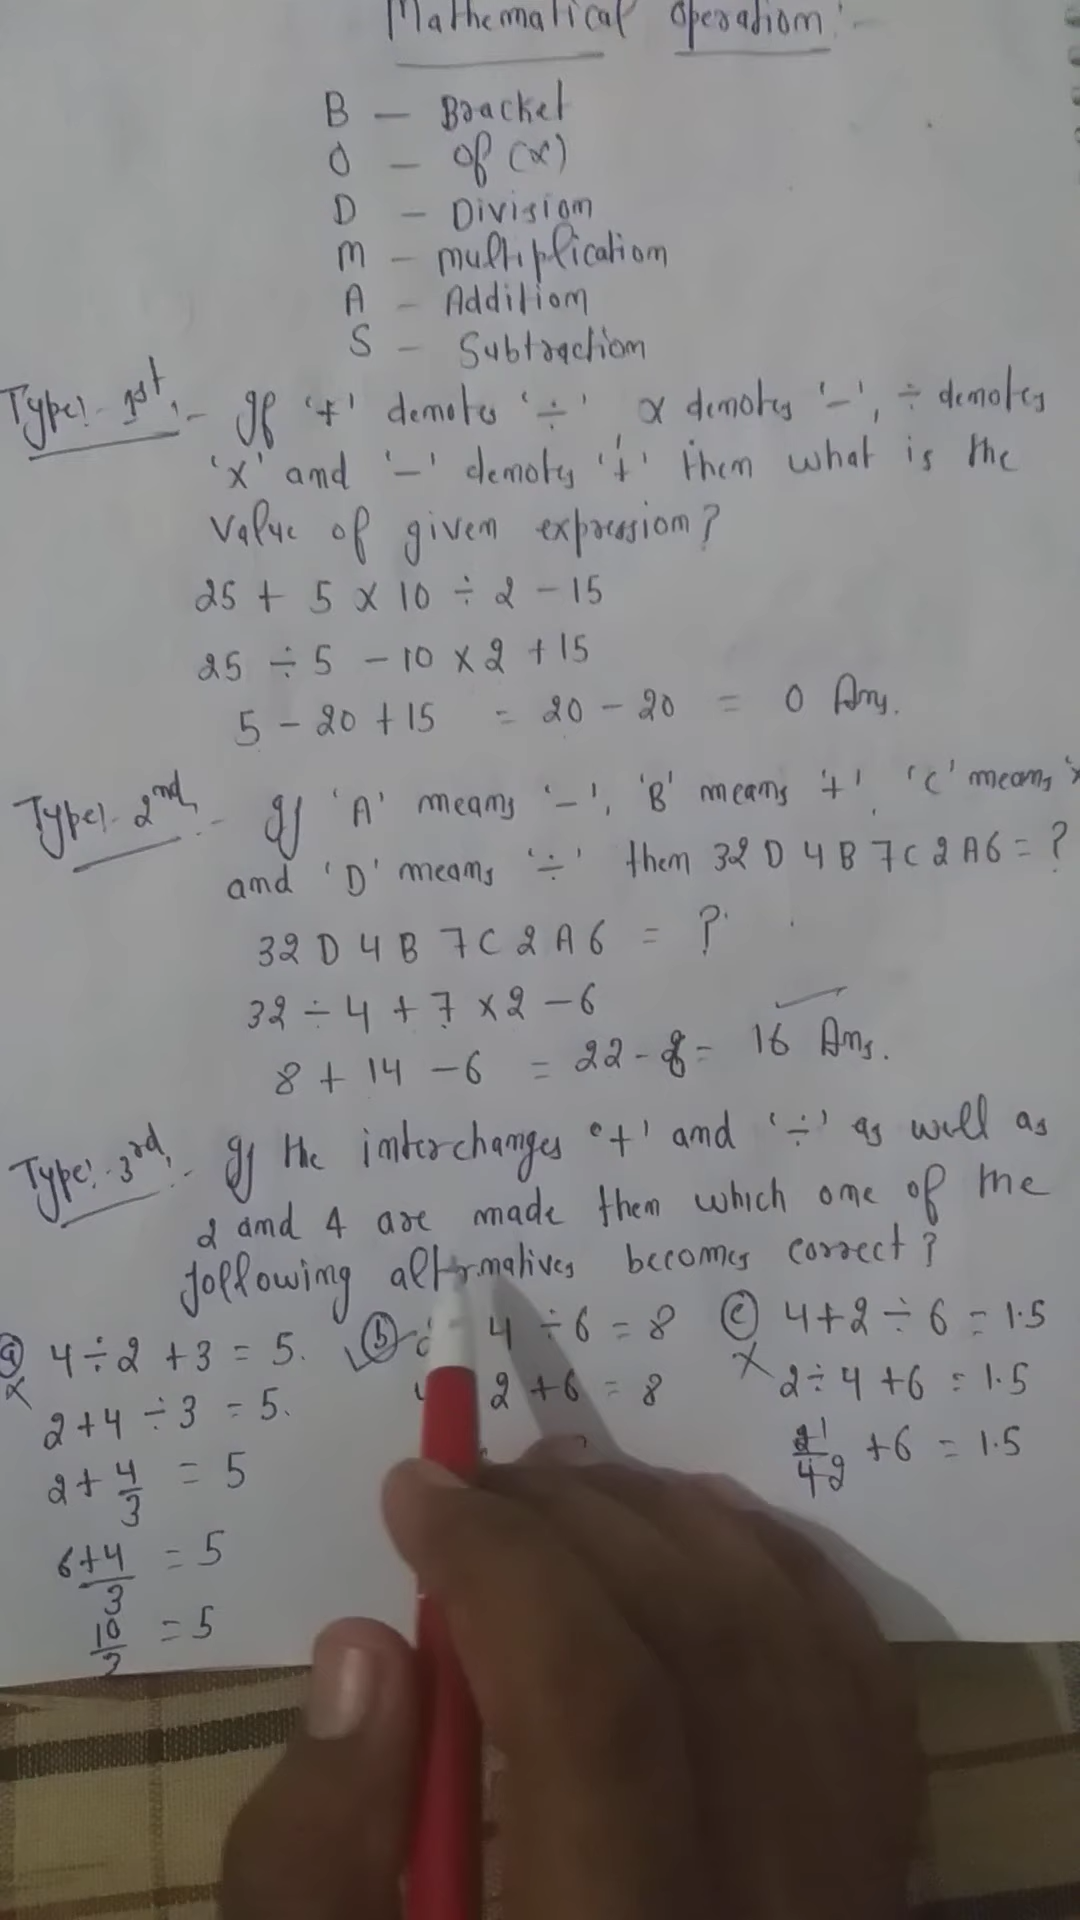 Mathematical Operation:-
B - Bracket
O - Of (x)
D - Division
M - Multiplication
A - Addition
S - Subtraction
Type:- 1st:- If '+' denotes '÷' x denotes '-', ÷ denotes
'x' and '-' denotes '+' then what is the
value of given expression?
25 + 5 x 10 ÷ 2 - 15
25 ÷ 5 - 10 x 2 + 15
5 - 20 + 15 = 20 - 20 = 0 Ans.
Type:- 2nd:- If 'A' means '-', 'B' means '+', 'C' means 'x
and 'D' means '÷' then 32 D 4 B 7 C 2 A 6 = ?
32 D 4 B 7 C 2 A 6 = ?
32 ÷ 4 + 7 x 2 - 6
8 + 14 - 6 = 22 - 6 = 16 Ans.
Type:- 3rd:- If the interchanges '+' and '÷' as well as
2 and 4 are made then which one of the
following alternatives becomes correct?
(a) 4 ÷ 2 + 3 = 5. (b) 4 ÷ 6 = 8 (c) 4 + 2 ÷ 6 = 1.5
x 2 + 4 ÷ 3 = 5. 2 + 6 = 8 x 2 ÷ 4 + 6 = 1.5
2 + 4/3 = 5 21/42 + 6 = 1.5
6+4/3 = 5
10/3 = 5